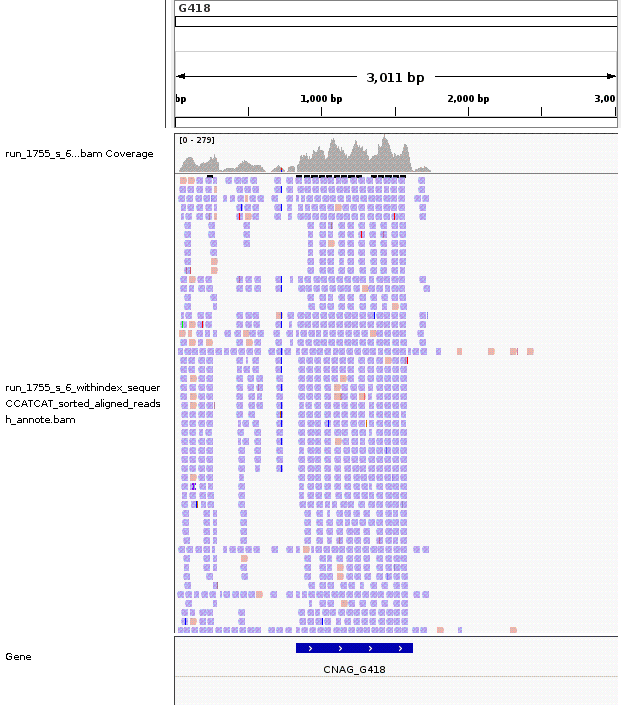 G418
3,011 bp
bp 1,000 bp 2,000 bp 3,00
[0 - 279]
run_1755_s_6...bam Coverage
run_1755_s_6_withindex_sequer
CCATCAT_sorted_aligned_reads
h_annote.bam
Gene
CNAG_G418